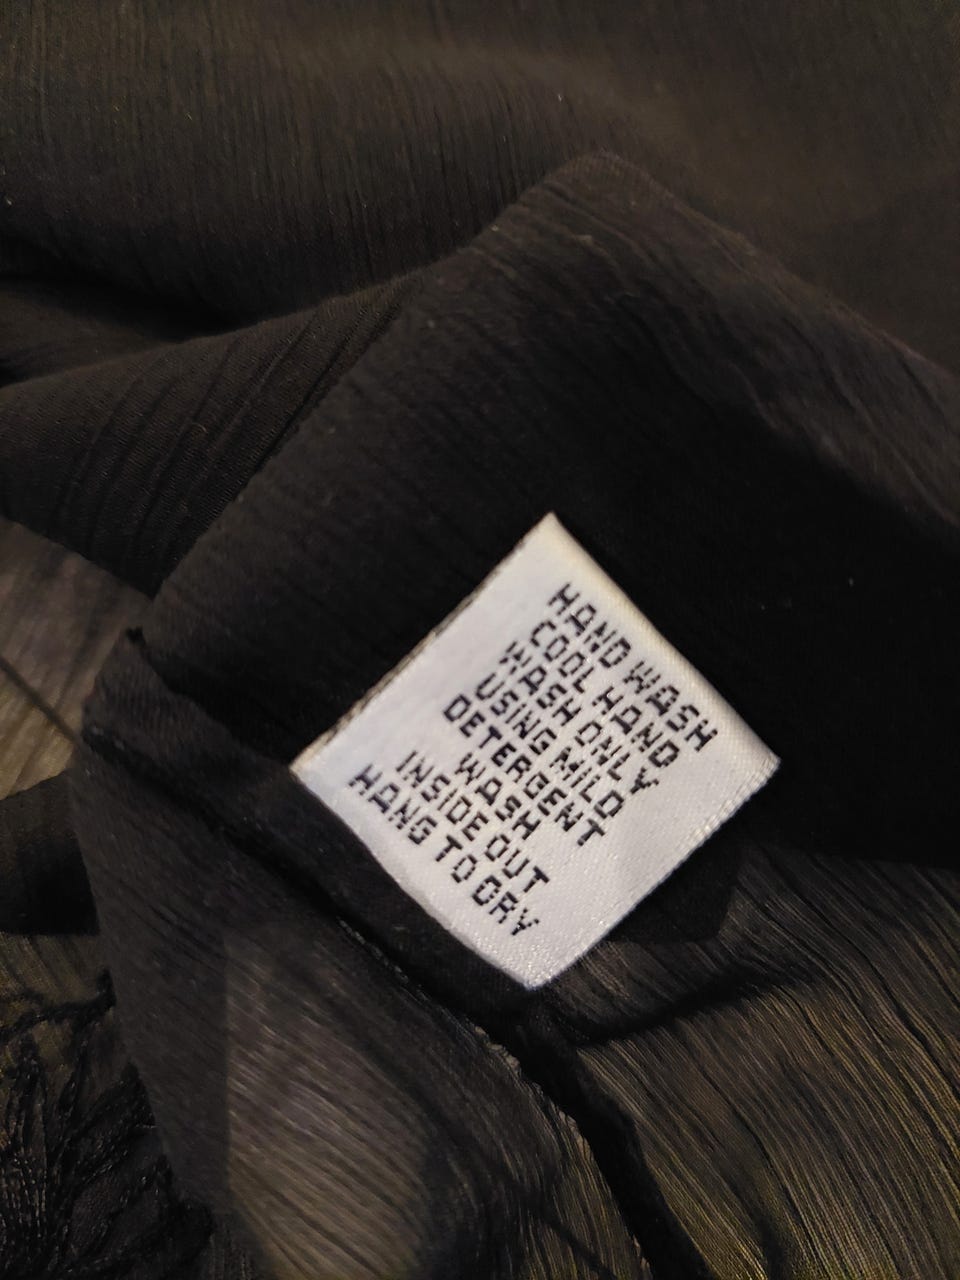 HAND WASH
COOL HAND
WASH ONLY
USING MILD
DETERGENT
WASH
INSIDE OUT
HANG TO DRY